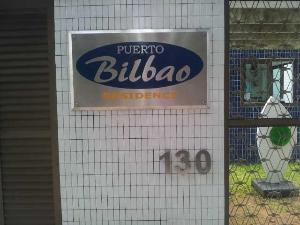 PUERTO
Bilbao
RESIDENCE
130